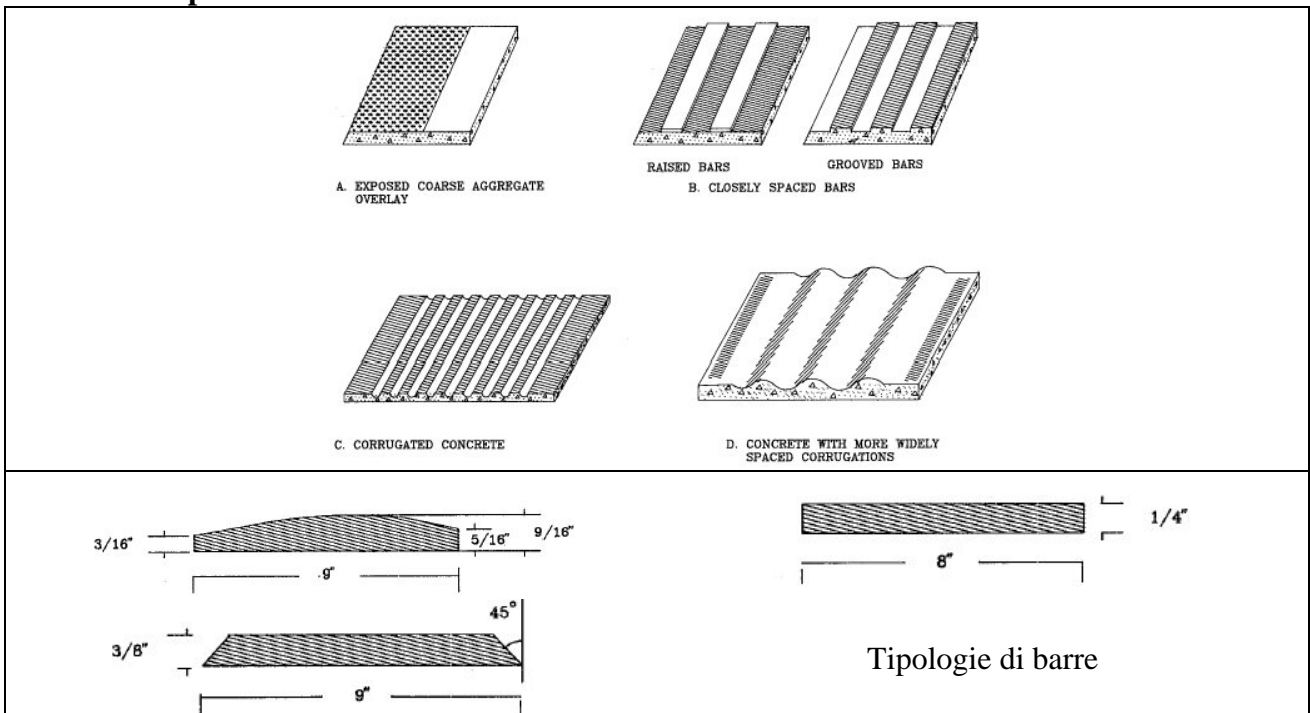 RAISED BARS
GROOVED BARS
A. EXPOSED COARSE AGGREGATE
OVERLAY
B. CLOSELY SPACED BARS
C. CORRUGATED CONCRETE
D. CONCRETE WITH MORE WIDELY
SPACED CORRUGATIONS
3/16"
5/16"
9/16"
.9"
1/4"
8"
45°
3/8"
9"
Tipologie di barre